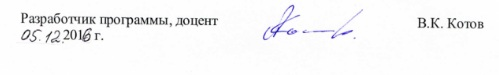 Разработчик программы, доцент В.К. Котов
05.12.2016 г.